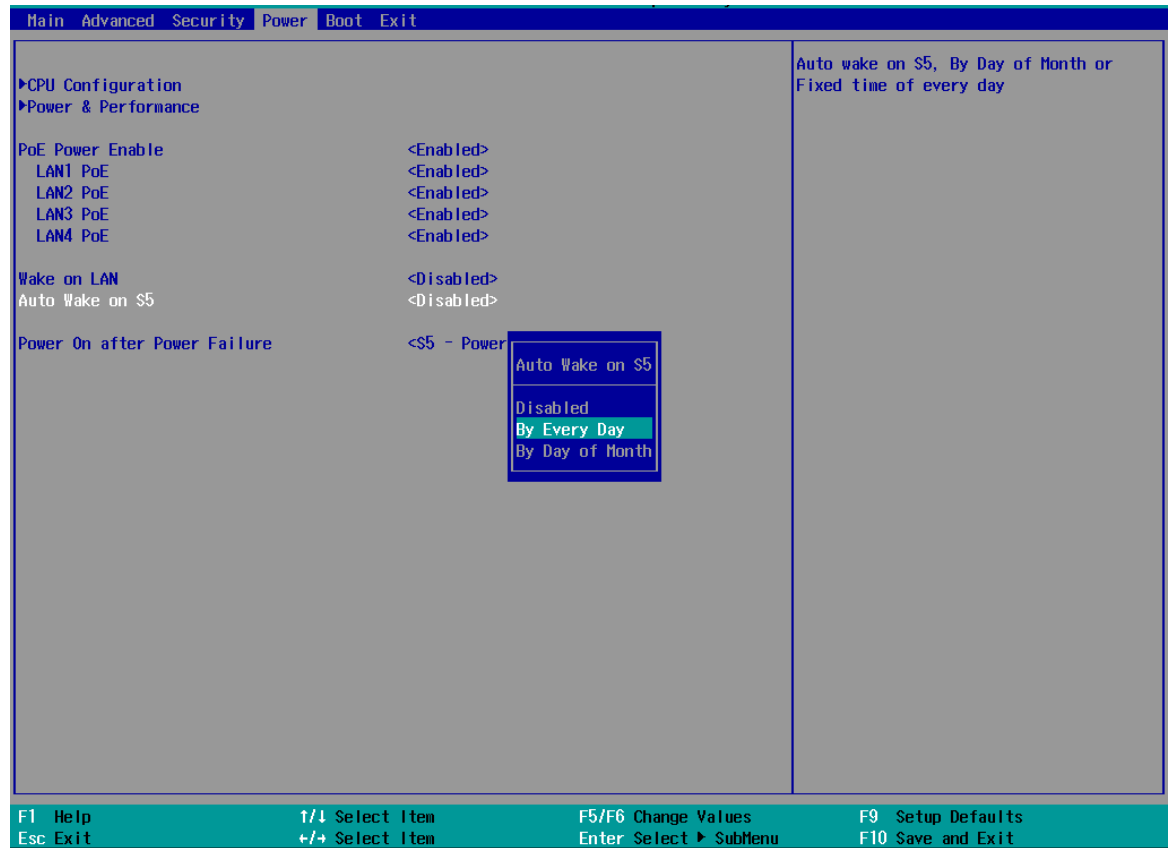 Main Advanced Security Power Boot Exit
▶CPU Configuration
▶Power & Performance
PoE Power Enable <Enabled>
LAN1 PoE <Enabled>
LAN2 PoE <Enabled>
LAN3 PoE <Enabled>
LAN4 PoE <Enabled>
Wake on LAN <Disabled>
Auto Wake on S5 <Disabled>
Power On after Power Failure <S5 - Power
Auto Wake on S5
Disabled
By Every Day
By Day of Month
Auto wake on S5, By Day of Month or
Fixed time of every day
F1 Help ↑/↓ Select Item F5/F6 Change Values F9 Setup Defaults
Esc Exit ←/→ Select Item Enter Select ▶ SubMenu F10 Save and Exit